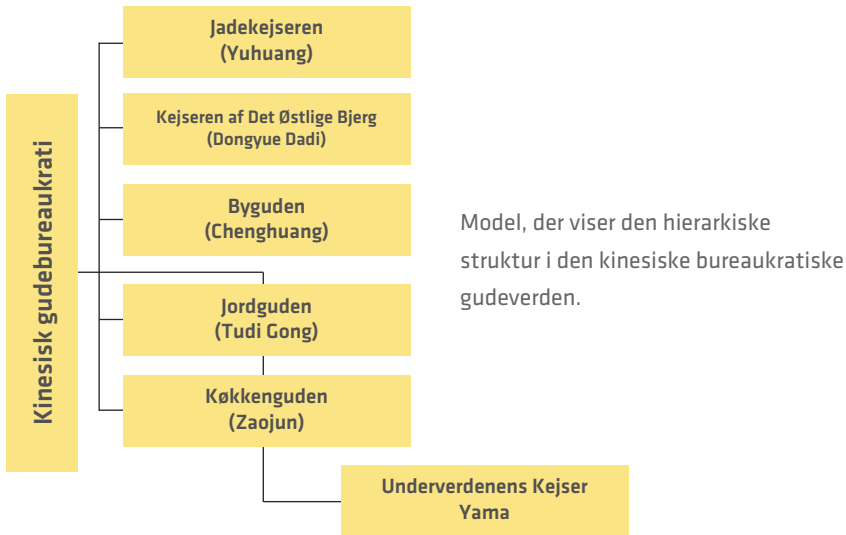 Kinesisk gudebureaukrati
Jadekejseren
(Yuhuang)
Kejseren af Det Østlige Bjerg
(Dongyue Dadi)
Byguden
(Chenghuang)
Jordguden
(Tudi Gong)
Køkkenguden
(Zaojun)
Underverdenens Kejser
Yama
Model, der viser den hierarkiske
struktur i den kinesiske bureaukratiske
gudeverden.